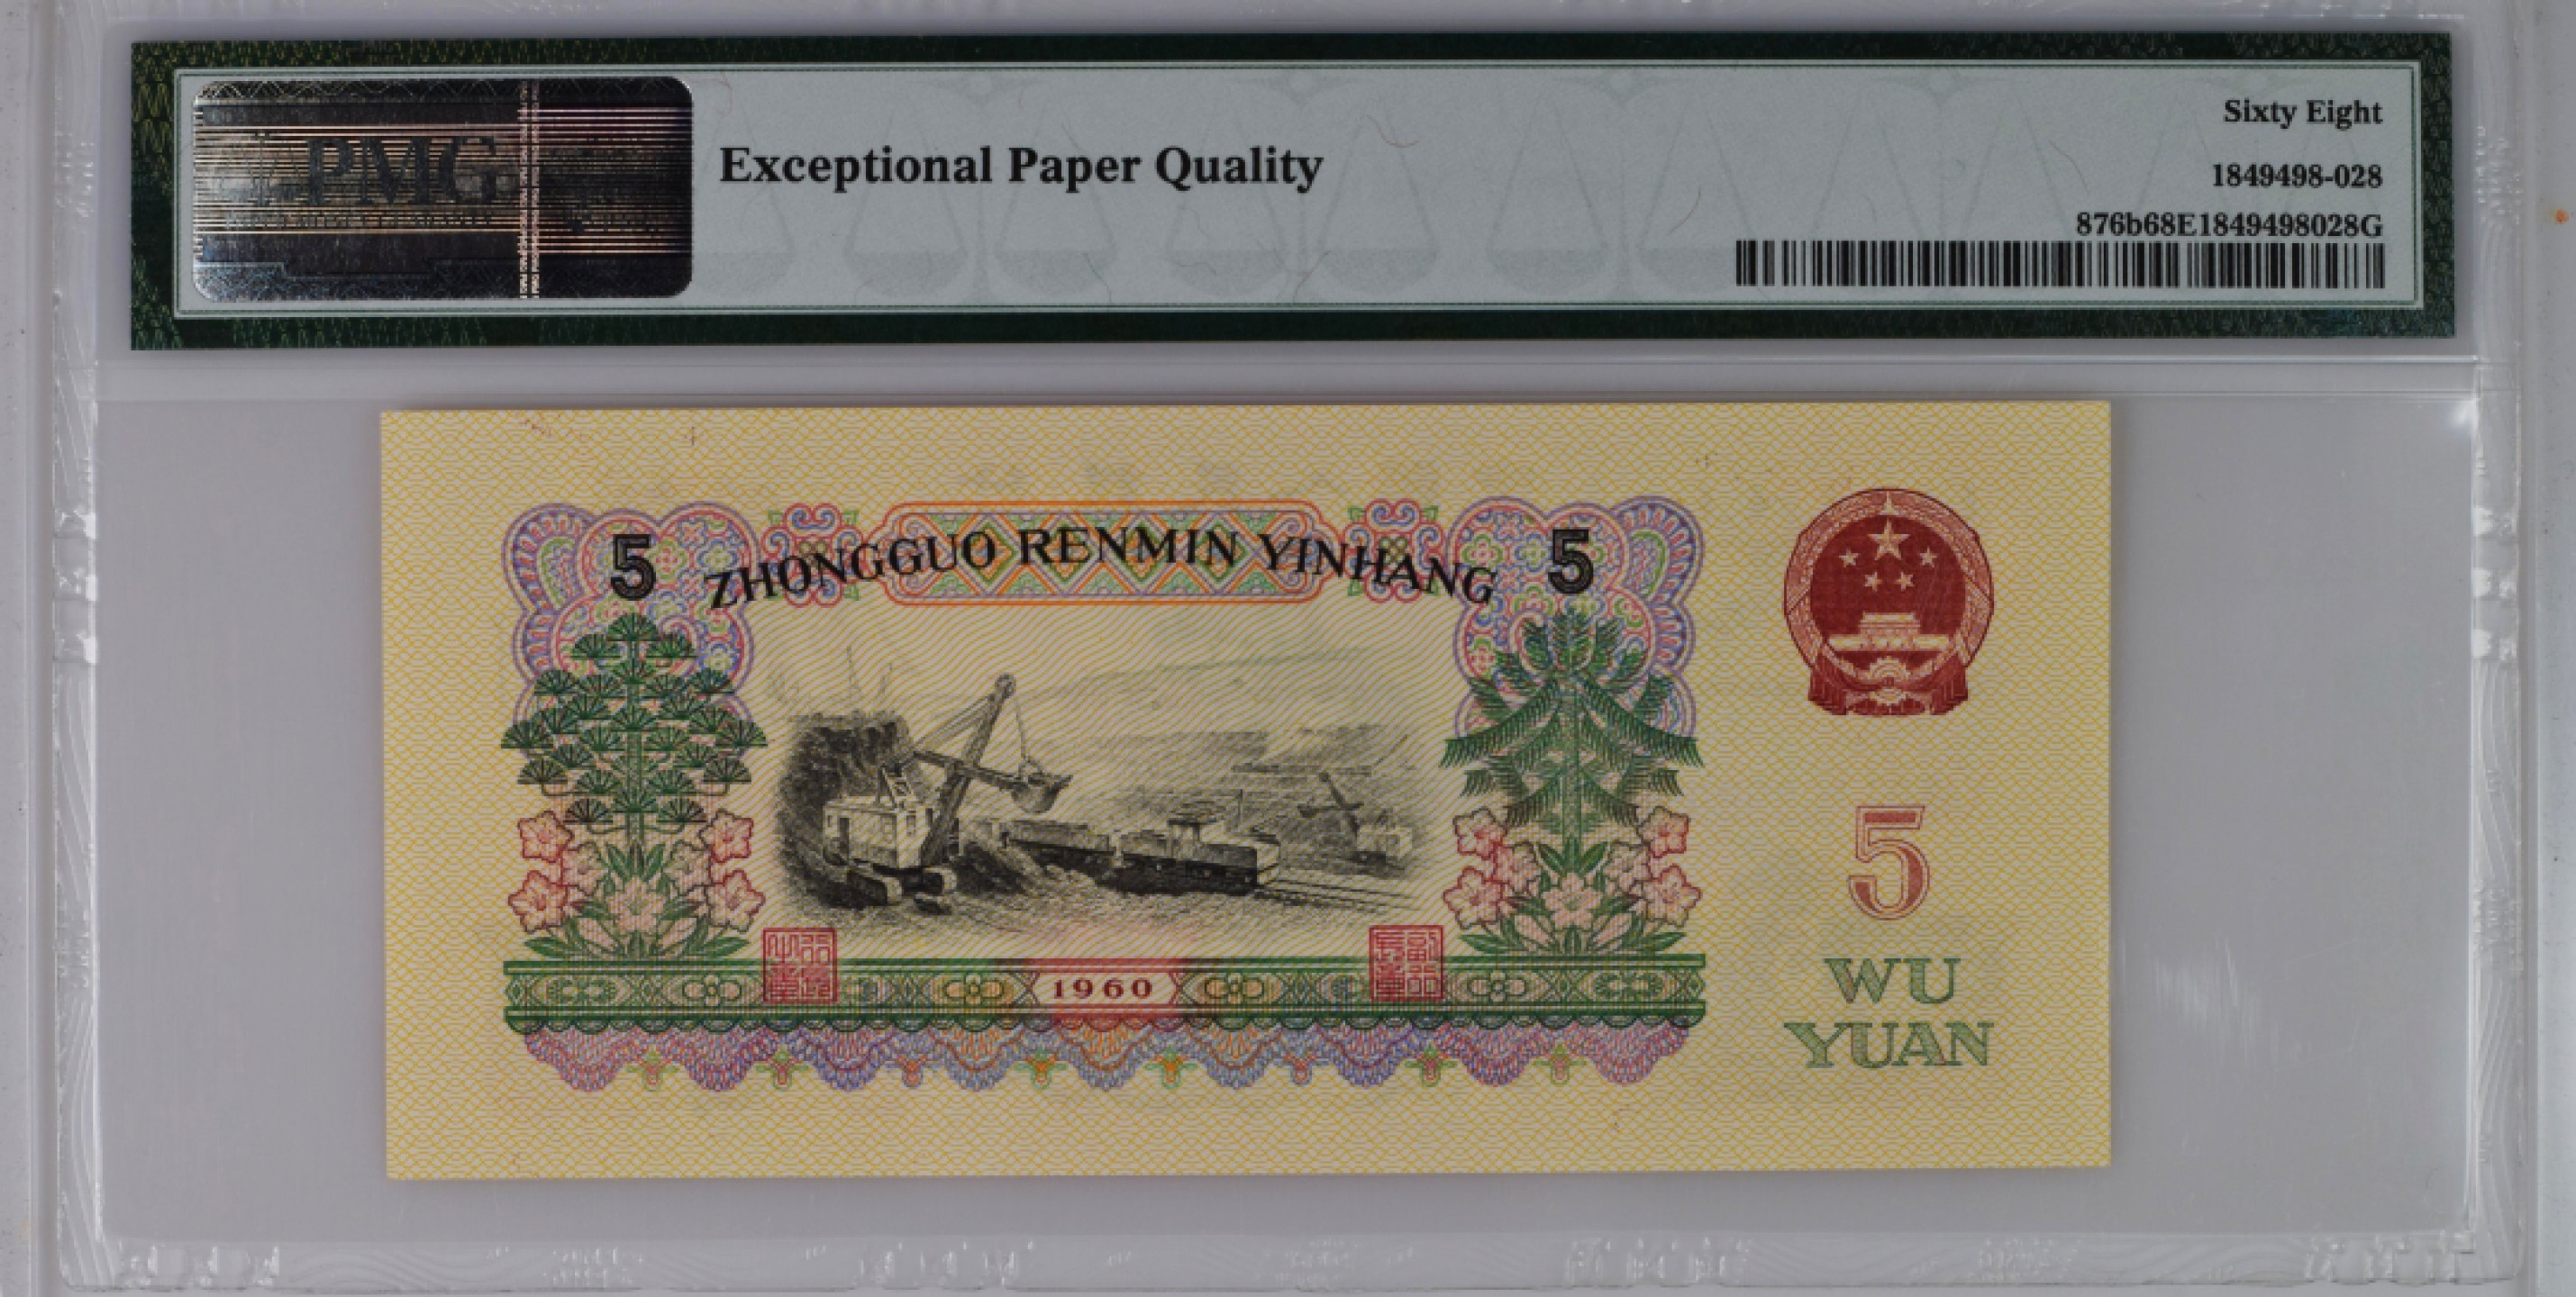 PMG
Exceptional Paper Quality
Sixty Eight
1849498-028
876b68E1849498028G
5 ZHONGGUO RENMIN YINHANG 5
1960
5
WU
YUAN